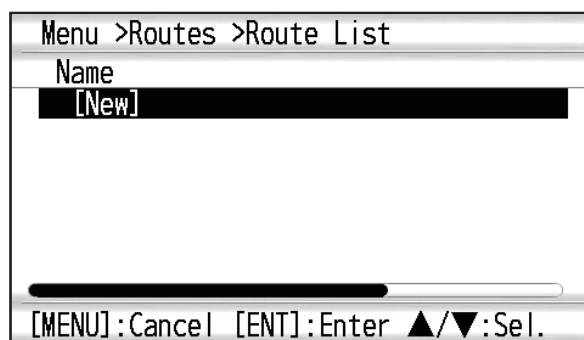 Menu >Routes >Route List
Name
[New]
[MENU]:Cancel [ENT]:Enter ▲/▼:Sel.